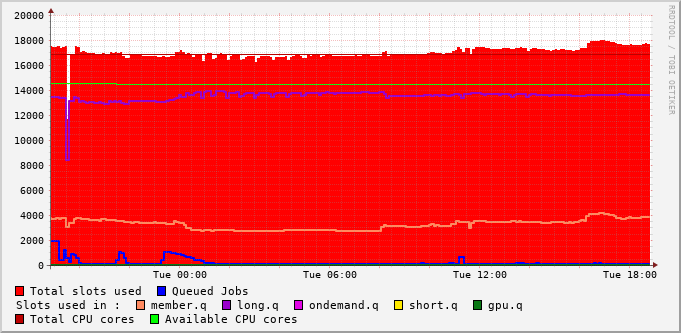 RRDTOOL / TOBI OETIKER
20000
18000
16000
14000
12000
10000
8000
6000
4000
2000
0
Tue 00:00 Tue 06:00 Tue 12:00 Tue 18:00
Total slots used Queued Jobs
Slots used in : member.q long.q ondemand.q short.q gpu.q
Total CPU cores Available CPU cores